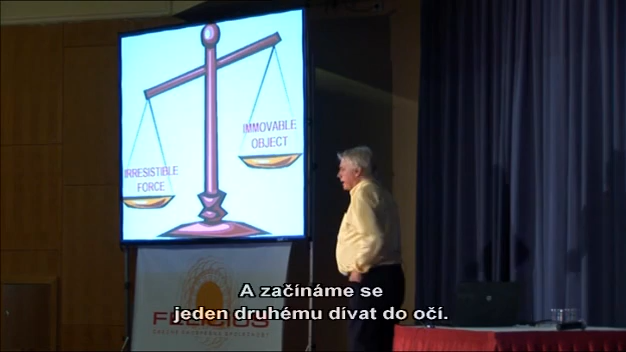 IMMOVABLE
OBJECT
IRRESISTIBLE
FORCE
A začínáme se
jeden druhému dívat do očí.